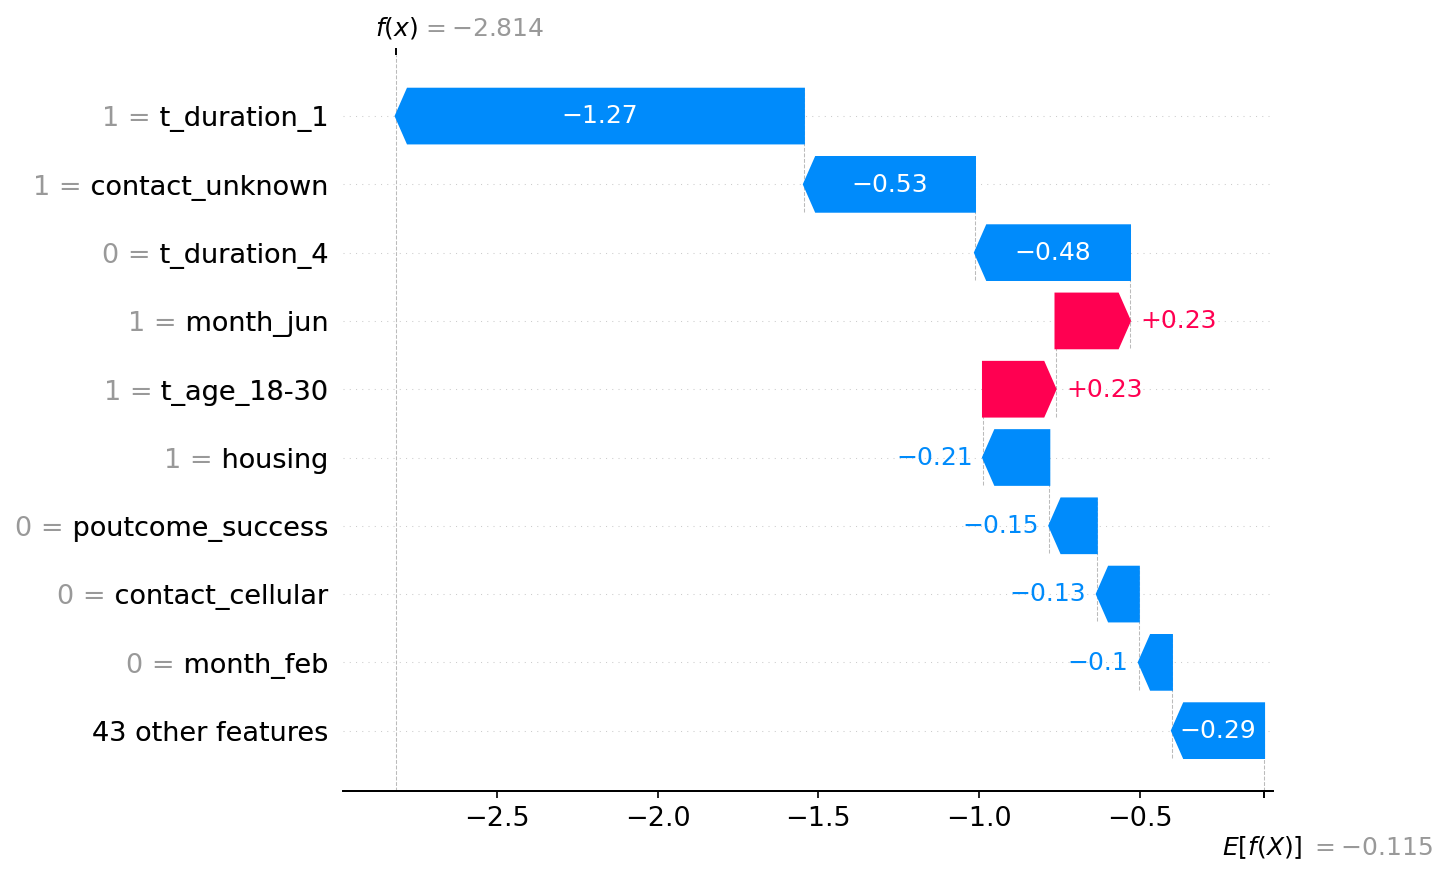 f(x) = −2.814
1 = t_duration_1 −1.27
1 = contact_unknown −0.53
0 = t_duration_4 −0.48
1 = month_jun +0.23
1 = t_age_18-30 +0.23
1 = housing −0.21
0 = poutcome_success −0.15
0 = contact_cellular −0.13
0 = month_feb −0.1
43 other features −0.29
−2.5 −2.0 −1.5 −1.0 −0.5
E[f(X)] = −0.115